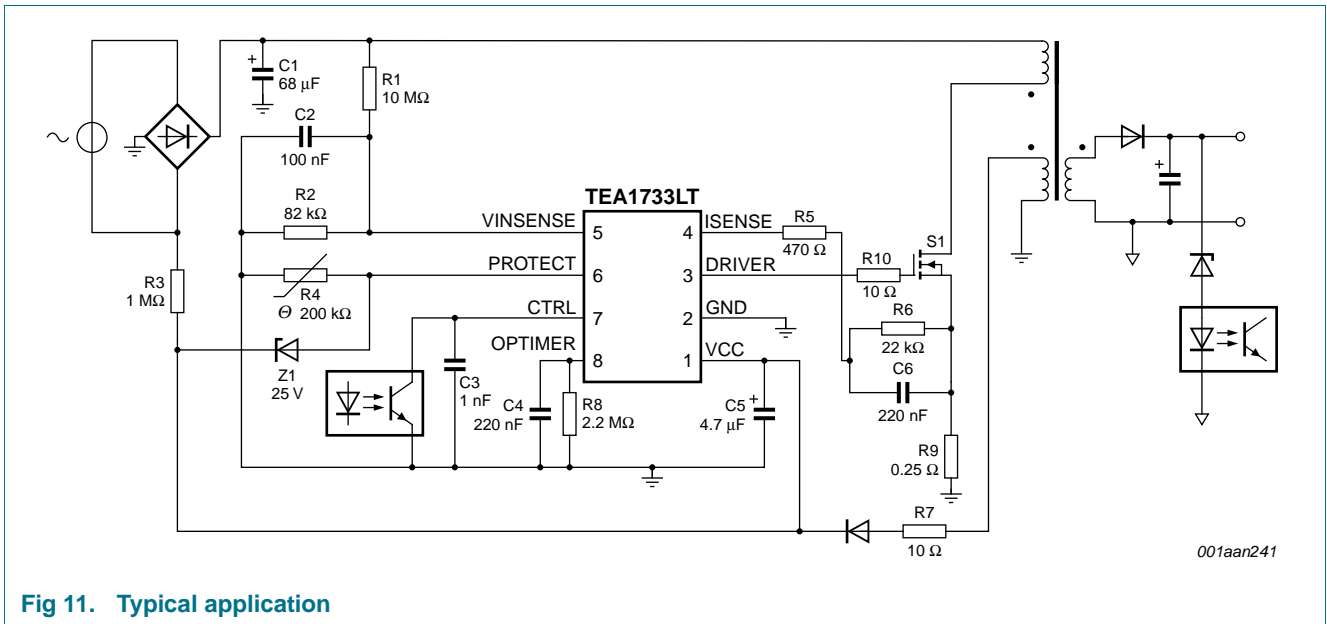 C1
68 μF
R1
10 MΩ
C2
100 nF
R2
82 kΩ
R3
1 MΩ
R4
Θ 200 kΩ
Z1
25 V
TEA1733LT
VINSENSE
PROTECT
CTRL
OPTIMER
5
6
7
8
4
3
2
1
ISENSE
DRIVER
GND
VCC
R5
470 Ω
R10
10 Ω
S1
R6
22 kΩ
C6
220 nF
R9
0.25 Ω
C3
1 nF
C4
220 nF
R8
2.2 MΩ
C5
4.7 μF
R7
10 Ω
001aan241
Fig 11. Typical application